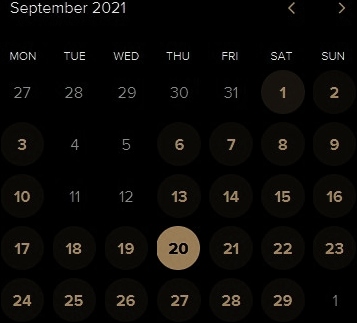 September 2021
MON TUE WED THU FRI SAT SUN
27 28 29 30 31 1 2
3 4 5 6 7 8 9
10 11 12 13 14 15 16
17 18 19 20 21 22 23
24 25 26 27 28 29 1